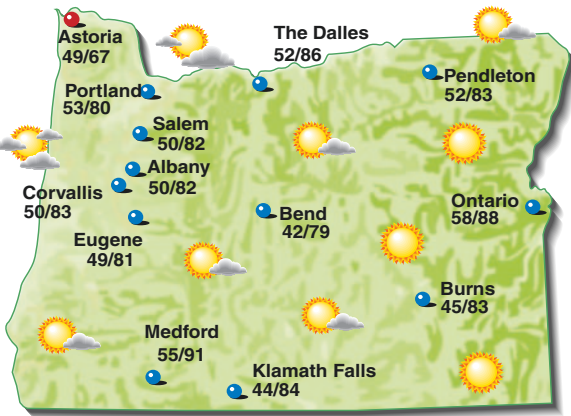 Astoria
49/67
The Dalles
52/86
Pendleton
52/83
Portland
53/80
Salem
50/82
Albany
50/82
Corvallis
50/83
Eugene
49/81
Bend
42/79
Ontario
58/88
Burns
45/83
Medford
55/91
Klamath Falls
44/84